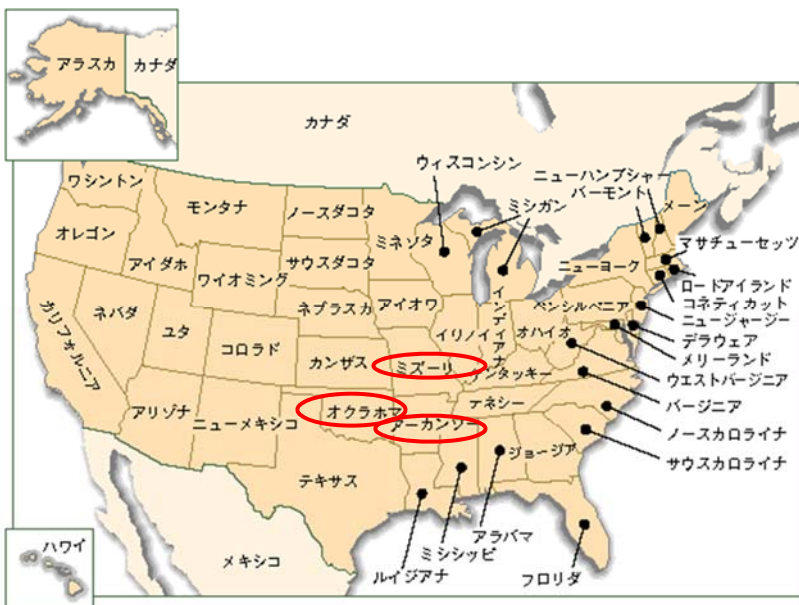 アラスカ
カナダ
カナダ
ウィスコンシン
ニューハンプシャー
バーモント
ミシガン
メーン
ワシントン
モンタナ
ノースダコタ
ミネソタ
オレゴン
マサチューセッツ
アイダホ
サウスダコタ
ニューヨーク
ワイオミング
ロードアイランド
コネティカット
カリフォルニア
ネバダ
ネブラスカ
アイオワ
インディアナ
ペンシルベニア
ニュージャージー
ユタ
コロラド
イリノイ
オハイオ
デラウェア
カンザス
ミズーリ
メリーランド
ケンタッキー
ウエストバージニア
アリゾナ
ニューメキシコ
オクラホマ
アーカンソー
テネシー
バージニア
ノースカロライナ
ジョージア
サウスカロライナ
テキサス
アラバマ
ミシシッピ
ルイジアナ
フロリダ
メキシコ
ハワイ